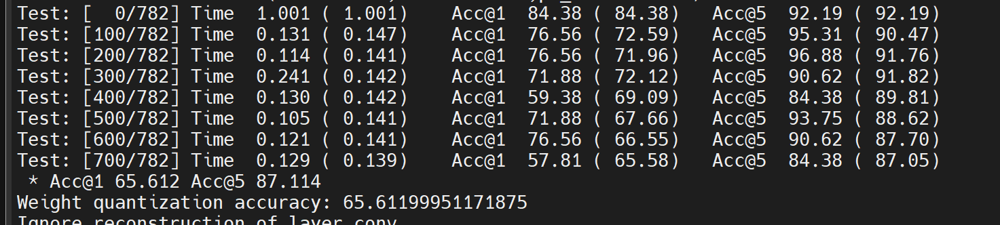 Test: [  0/782] Time  1.001 ( 1.001)    Acc@1  84.38 ( 84.38)   Acc@5  92.19 ( 92.19)
Test: [100/782] Time  0.131 ( 0.147)    Acc@1  76.56 ( 72.59)   Acc@5  95.31 ( 90.47)
Test: [200/782] Time  0.114 ( 0.141)    Acc@1  76.56 ( 71.96)   Acc@5  96.88 ( 91.76)
Test: [300/782] Time  0.241 ( 0.142)    Acc@1  71.88 ( 72.12)   Acc@5  90.62 ( 91.82)
Test: [400/782] Time  0.130 ( 0.142)    Acc@1  59.38 ( 69.09)   Acc@5  84.38 ( 89.81)
Test: [500/782] Time  0.105 ( 0.141)    Acc@1  71.88 ( 67.66)   Acc@5  93.75 ( 88.62)
Test: [600/782] Time  0.121 ( 0.141)    Acc@1  76.56 ( 66.55)   Acc@5  90.62 ( 87.70)
Test: [700/782] Time  0.129 ( 0.139)    Acc@1  57.81 ( 65.58)   Acc@5  84.38 ( 87.05)
 * Acc@1 65.612 Acc@5 87.114
Weight quantization accuracy: 65.61199951171875
Ignore reconstruction of layer conv